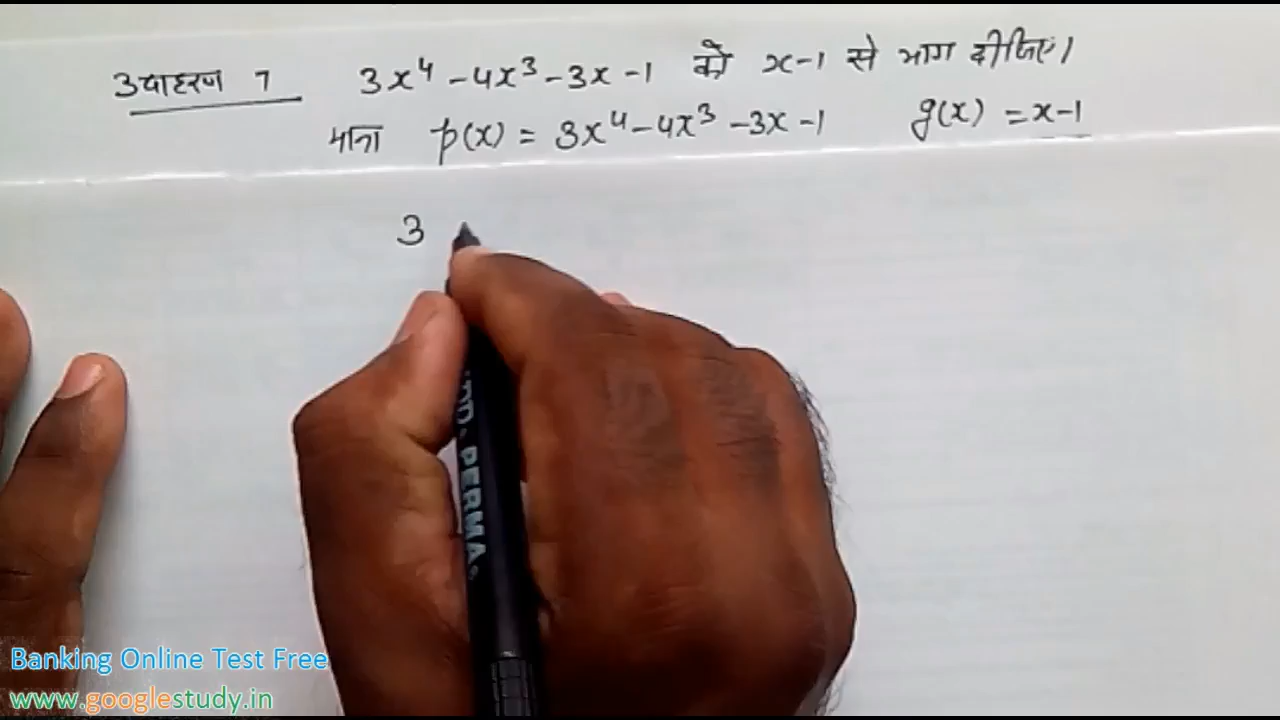 उदाहरण 7 3x⁴ - 4x³ - 3x - 1 को x-1 से भाग दीजिए।
माना p(x) = 3x⁴ - 4x³ - 3x - 1 g(x) = x-1
3
PERMA
Banking Online Test Free
www.googlestudy.in